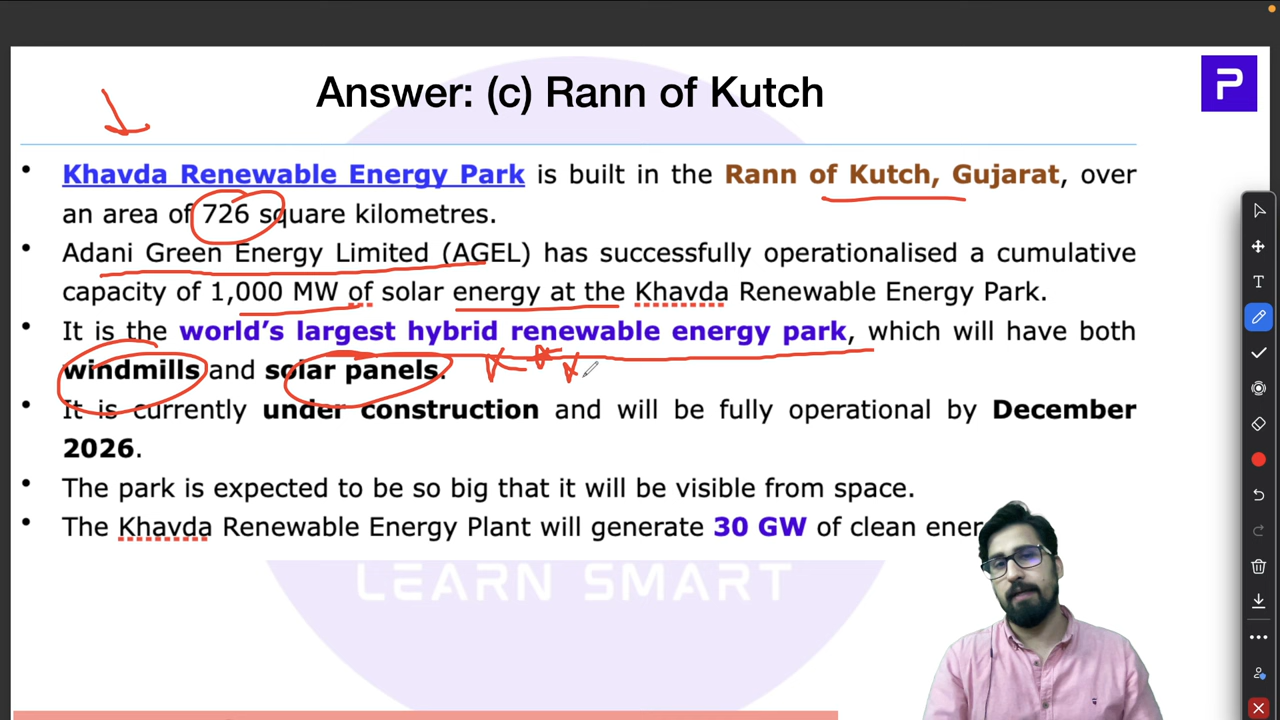 Answer: (c) Rann of Kutch
P
• Khavda Renewable Energy Park is built in the Rann of Kutch, Gujarat, over
an area of 726 square kilometres.
• Adani Green Energy Limited (AGEL) has successfully operationalised a cumulative
capacity of 1,000 MW of solar energy at the Khavda Renewable Energy Park.
• It is the world's largest hybrid renewable energy park, which will have both
windmills and solar panels.
• It is currently under construction and will be fully operational by December
2026.
• The park is expected to be so big that it will be visible from space.
• The Khavda Renewable Energy Plant will generate 30 GW of clean
LEARN SMART
T